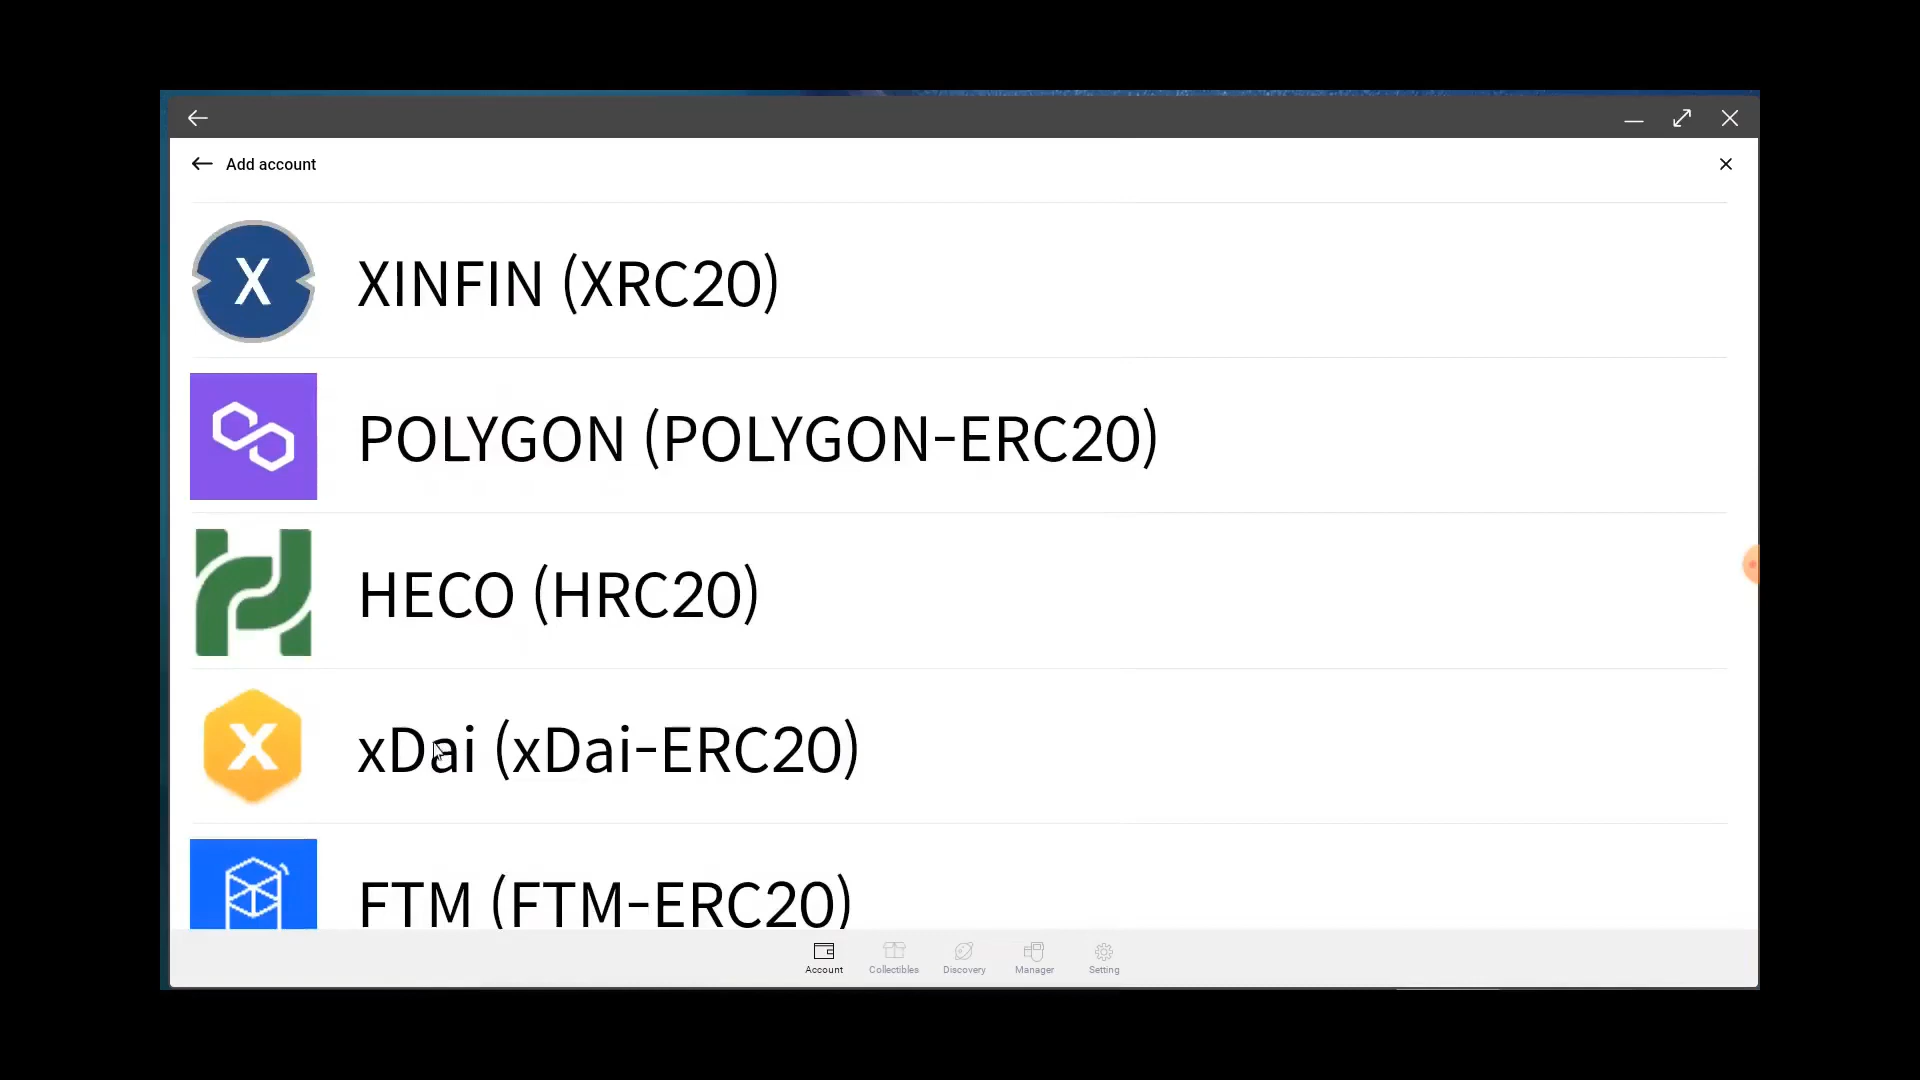 Add account
XINFIN (XRC20)
POLYGON (POLYGON-ERC20)
HECO (HRC20)
xDai (xDai-ERC20)
FTM (FTM-ERC20)
Account
Collectibles
Discovery
Manager
Setting